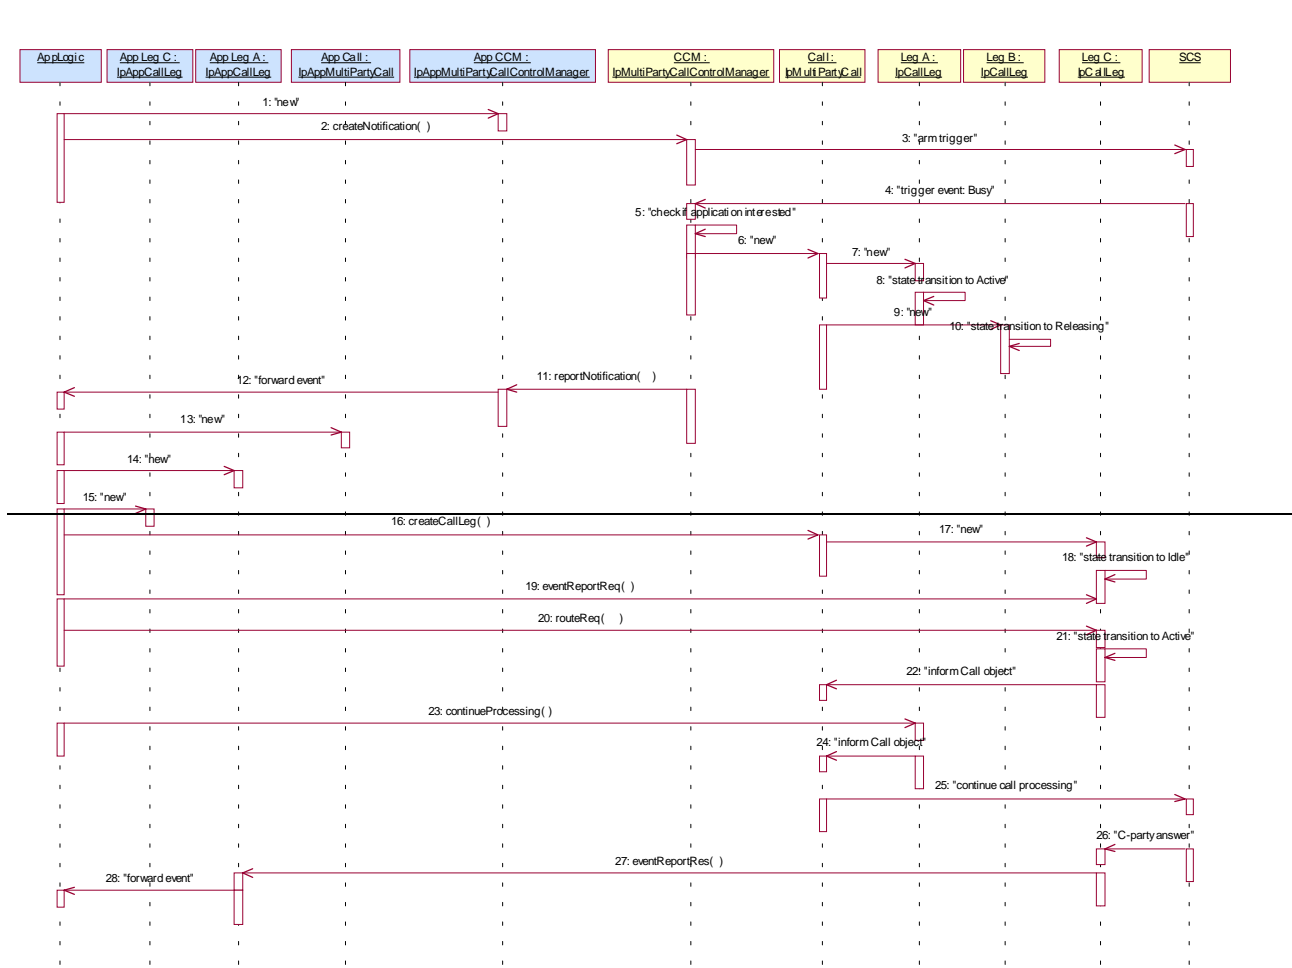 AppLogic
App Leg C :
IpAppCallLeg
App Leg A :
IpAppCallLeg
App Call :
IpAppMultiPartyCall
App CCM :
IpAppMultiPartyCallControlManager
CCM :
IpMultiPartyCallControlManager
Call :
IpMultiPartyCall
Leg A :
IpCallLeg
Leg B :
IpCallLeg
Leg C :
IpCallLeg
SCS
1: "new"
2: createNotification( )
3: "arm trigger"
4: "trigger event: Busy"
5: "check if application interested"
6: "new"
7: "new"
8: "state transition to Active"
9: "new"
10: "state transition to Releasing"
11: reportNotification( )
12: "forward event"
13: "new"
14: "new"
15: "new"
16: createCallLeg( )
17: "new"
18: "state transition to Idle"
19: eventReportReq( )
20: routeReq( )
21: "state transition to Active"
22: "inform Call object"
23: continueProcessing( )
24: "inform Call object"
25: "continue call processing"
26: "C-party answer"
27: eventReportRes( )
28: "forward event"